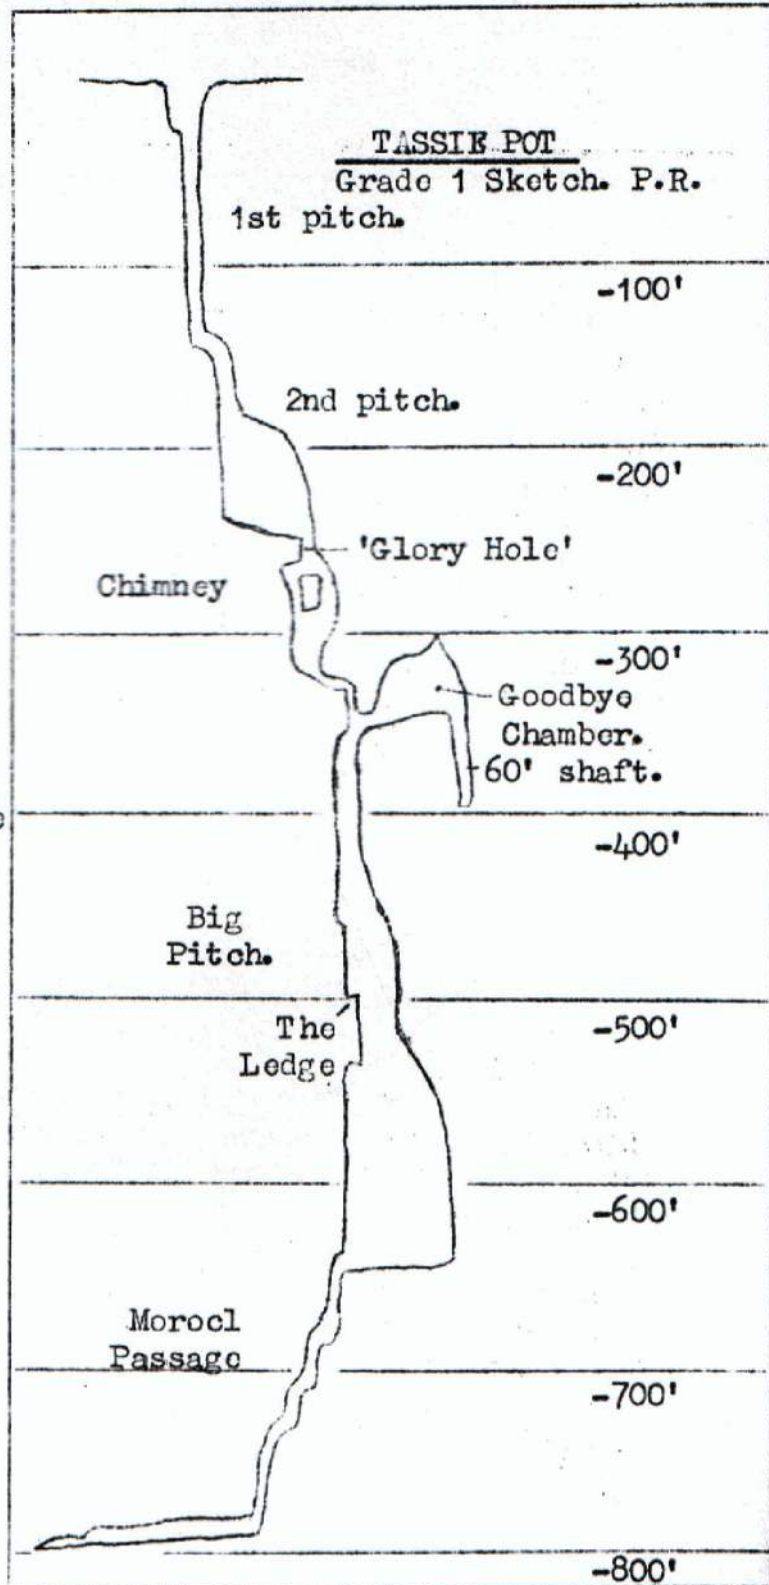 TASSIE POT
Grade 1 Sketch. P.R.
1st pitch.
-100'
2nd pitch.
-200'
'Glory Hole'
Chimney
-300'
Goodbye
Chamber.
60' shaft.
-400'
Big
Pitch.
-500'
The
Ledge
-600'
Morocl
Passage
-700'
-800'